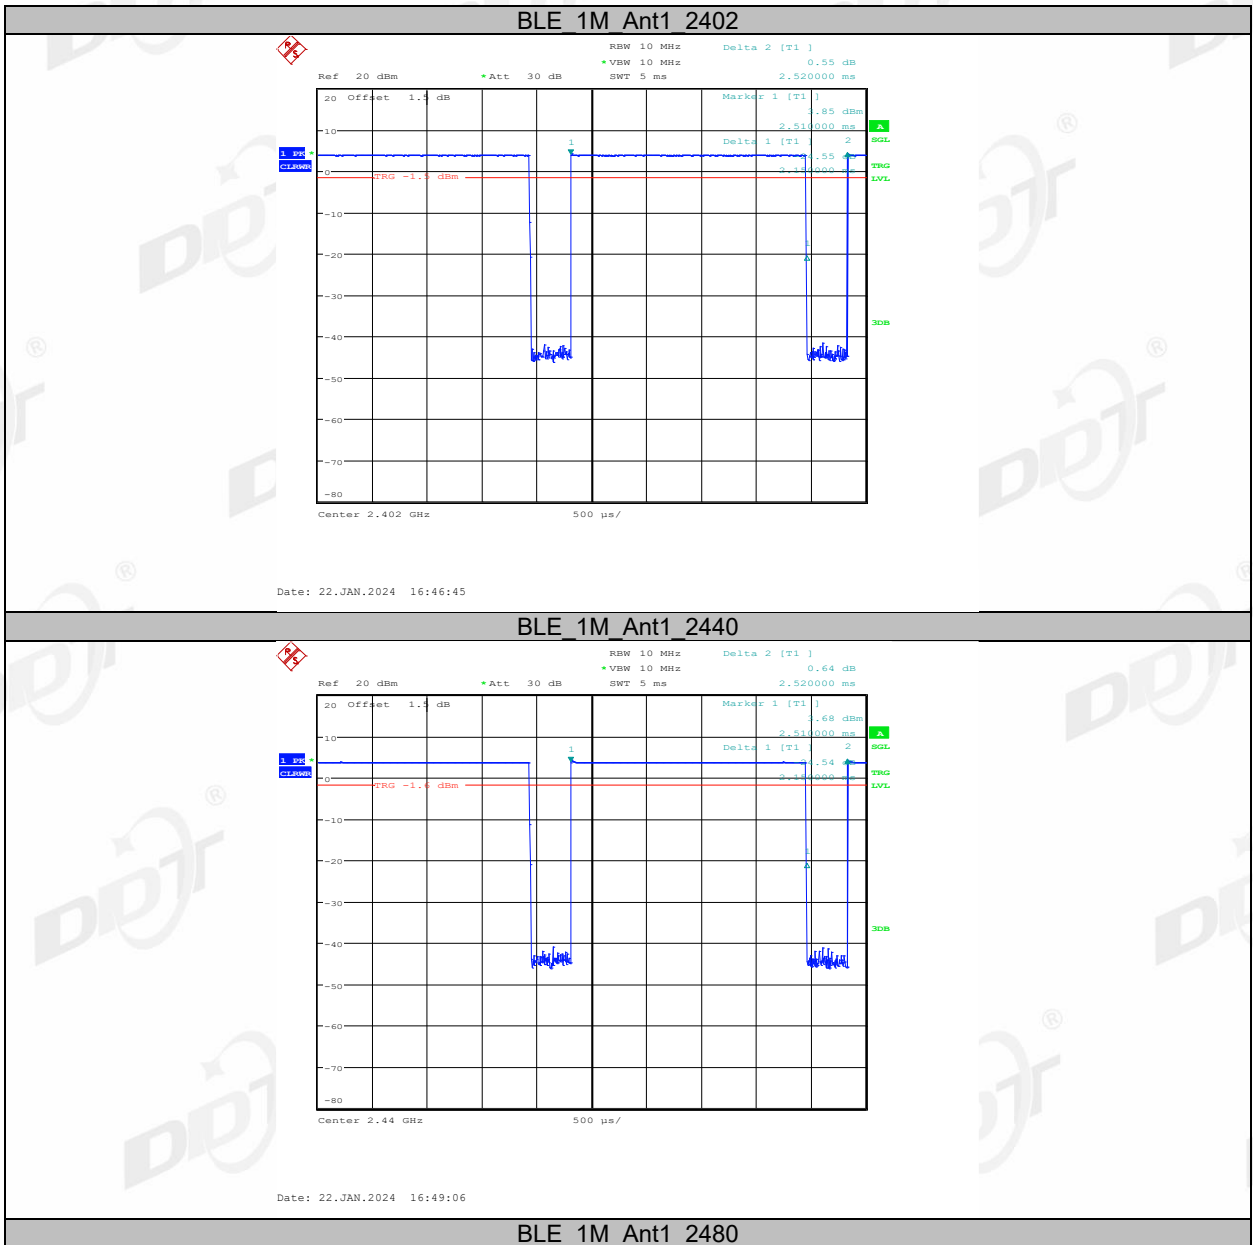 BLE_1M_Ant1_2402
RBW 10 MHz Delta 2 [T1 ]
*VBW 10 MHz 0.55 dB
Ref 20 dBm *Att 30 dB SWT 5 ms 2.520000 ms
20 Offset 1.5 dB Marker 1 [T1 ]
3.85 dBm
2.510000 ms A
10
Delta 1 [T1 ] 2 SGL
1
1 PK *
CLRWR
TRG
0
TRG -1.5 dBm LVL
-10
-20
-30
3DB
-40
-50
-60
-70
-80
Center 2.402 GHz 500 µs/
Date: 22.JAN.2024 16:46:45
BLE_1M_Ant1_2440
RBW 10 MHz Delta 2 [T1 ]
*VBW 10 MHz 0.64 dB
Ref 20 dBm *Att 30 dB SWT 5 ms 2.520000 ms
20 Offset 1.5 dB Marker 1 [T1 ]
3.68 dBm
2.510000 ms A
10
Delta 1 [T1 ] 2 SGL
1
1 PK *
CLRWR
TRG
0
TRG -1.6 dBm LVL
-10
-20
-30
3DB
-40
-50
-60
-70
-80
Center 2.44 GHz 500 µs/
Date: 22.JAN.2024 16:49:06
BLE_1M_Ant1_2480